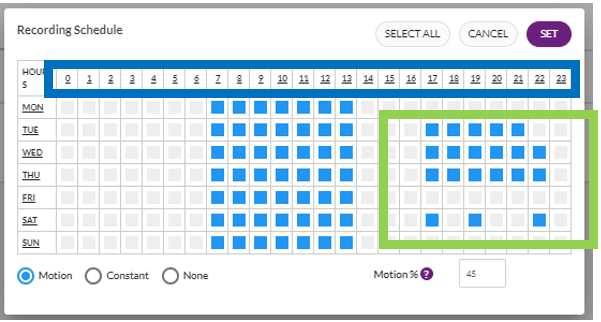 Recording Schedule SELECT ALL CANCEL SET
HOURS 0 1 2 3 4 5 6 7 8 9 10 11 12 13 14 15 16 17 18 19 20 21 22 23
MON
TUE
WED
THU
FRI
SAT
SUN
Motion Constant None Motion % ? 45